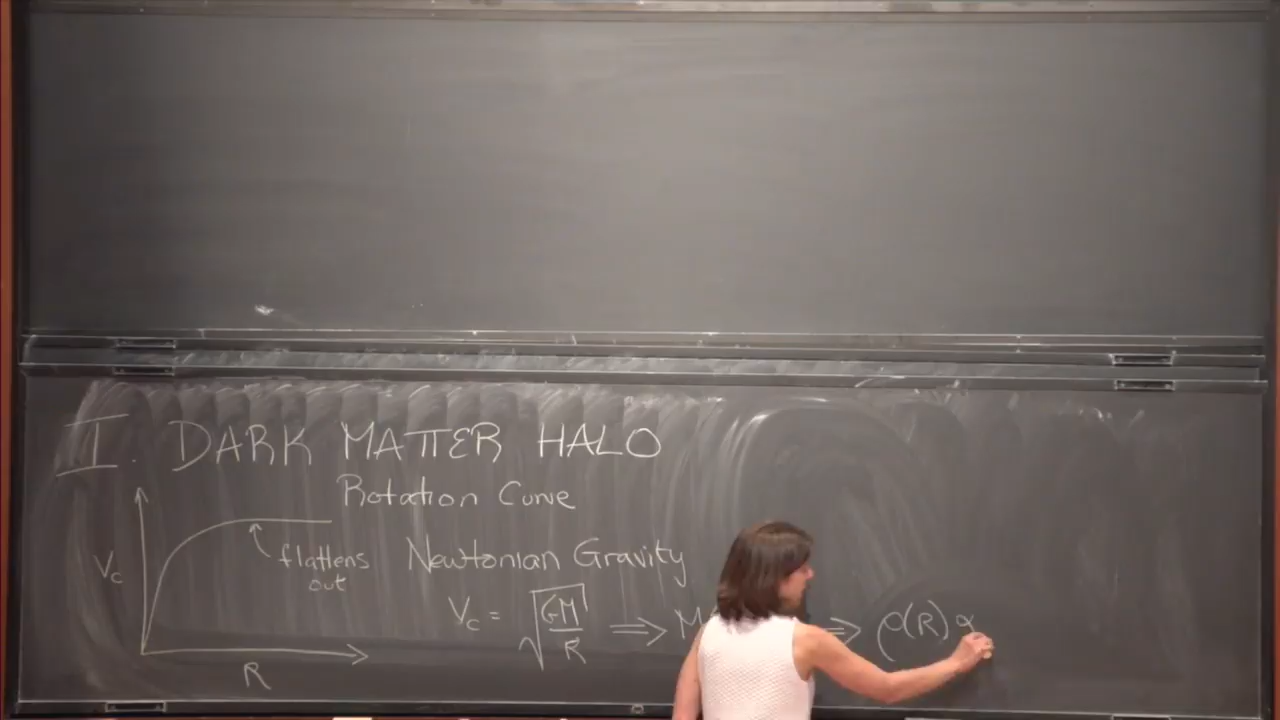 I. DARK MATTER HALO
Rotation Curve
Vc
flattens
out
R
Newtonian Gravity
Vc = √(GM/R) ⟹ M ⟹ ρ(R) ∝